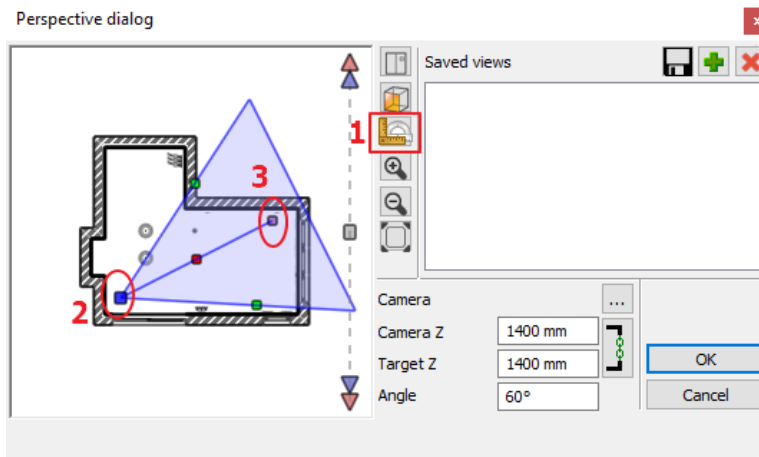 Perspective dialog
Saved views
1
3
2
Camera
...
Camera Z
1400 mm
Target Z
1400 mm
OK
Angle
60°
Cancel